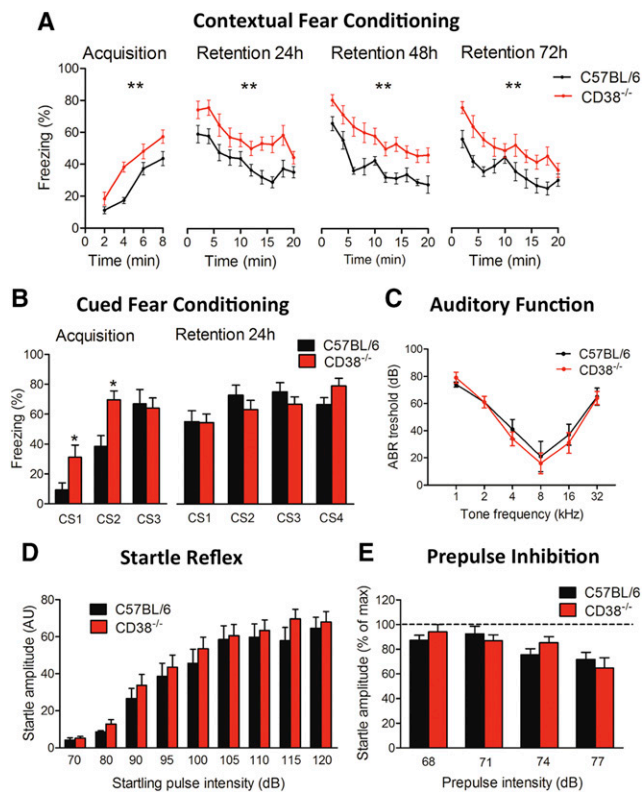 Contextual Fear Conditioning
A
Acquisition Retention 24h Retention 48h Retention 72h
C57BL/6
CD38-/-
** ** ** **
Freezing (%)
100
80
60
40
20
0
0 2 4 6 8
0 5 10 15 20
0 5 10 15 20
0 5 10 15 20
Time (min) Time (min) Time (min) Time (min)
B
Cued Fear Conditioning
Acquisition Retention 24h
C57BL/6
CD38-/-
* *
Freezing (%)
100
80
60
40
20
0
CS1 CS2 CS3
CS1 CS2 CS3 CS4
C
Auditory Function
C57BL/6
CD38-/-
ABR treshold (dB)
100
80
60
40
20
0
1 2 4 8 16 32
Tone frequency (kHz)
D
Startle Reflex
C57BL/6
CD38-/-
Startle amplitude (AU)
80
60
40
20
0
70 80 90 95 100 105 110 115 120
Startling pulse intensity (dB)
E
Prepulse Inhibition
C57BL/6
CD38-/-
Startle amplitude (% of max)
140
120
100
80
60
40
20
0
68 71 74 77
Prepulse intensity (dB)